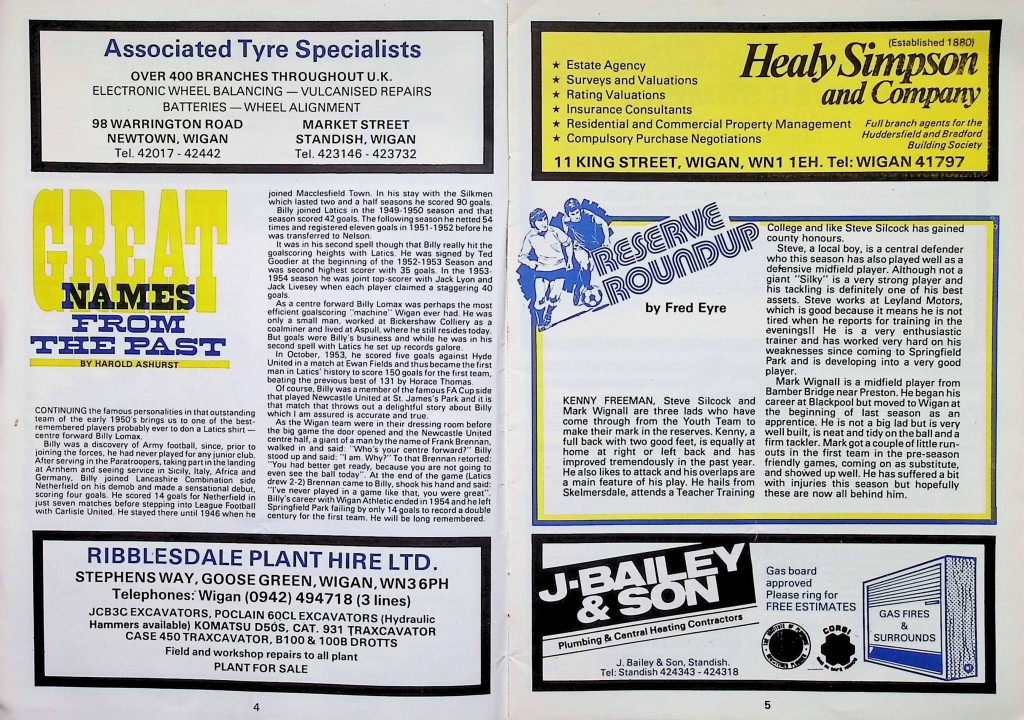 Associated Tyre Specialists
OVER 400 BRANCHES THROUGHOUT U.K.
ELECTRONIC WHEEL BALANCING — VULCANISED REPAIRS
BATTERIES — WHEEL ALIGNMENT
98 WARRINGTON ROAD
NEWTOWN, WIGAN
Tel. 42017 - 42442
MARKET STREET
STANDISH, WIGAN
Tel. 423146 - 423732
GREAT
NAMES
FROM
THE PAST
BY HAROLD ASHURST
CONTINUING the famous personalities in that outstanding
team of the early 1950's brings us to one of the best-
remembered players probably ever to don a Latics shirt —
centre forward Billy Lomax.
Billy was a discovery of Army football, since, prior to
joining the forces, he had never played for any junior club.
After serving in the Paratroopers, taking part in the landing
at Arnhem and seeing service in Sicily, Italy, Africa and
Germany, Billy joined Lancashire Combination side
Netherfield on his demob and made a sensational debut,
scoring four goals. He scored 14 goals for Netherfield in
just seven matches before stepping into League Football
with Carlisle United. He stayed there until 1946 when he
joined Macclesfield Town. In his stay with the Silkmen
which lasted two and a half seasons he scored 90 goals.
Billy joined Latics in the 1949-1950 season and that
season scored 42 goals. The following season he netted 54
times and registered eleven goals in 1951-1952 before he
was transferred to Nelson.
It was in his second spell though that Billy really hit the
goalscoring heights with Latics. He was signed by Ted
Goodier at the beginning of the 1952-1953 Season and
was second highest scorer with 35 goals. In the 1953-
1954 season he was joint top-scorer with Jack Lyon and
Jack Livesey when each player claimed a staggering 40
goals.
As a centre forward Billy Lomax was perhaps the most
efficient goalscoring "machine" Wigan ever had. He was
only a small man, worked at Bickershaw Colliery as a
coalminer and lived at Aspull, where he still resides today.
But goals were Billy's business and while he was in his
second spell with Latics he set up records galore.
In October, 1953, he scored five goals against Hyde
United in a match at Ewan Fields and thus became the first
man in Latics' history to score 150 goals for the first team,
beating the previous best of 131 by Horace Thomas.
Of course, Billy was a member of the famous FA Cup side
that played Newcastle United at St. James's Park and it is
that match that throws out a delightful story about Billy
which I am assured is accurate and true.
As the Wigan team were in their dressing room before
the big game the door opened and the Newcastle United
centre half, a giant of a man by the name of Frank Brennan,
walked in and said: "Who's your centre forward?" Billy
stood up and said: "I am. Why?" To that Brennan retorted:
"You had better get ready, because you are not going to
even see the ball today". At the end of the game (Latics
drew 2-2) Brennan came to Billy, shook his hand and said:
"I've never played in a game like that, you were great".
Billy's career with Wigan Athletic ended in 1954 and he left
Springfield Park failing by only 14 goals to record a double
century for the first team. He will be long remembered.
RIBBLESDALE PLANT HIRE LTD.
STEPHENS WAY, GOOSE GREEN, WIGAN, WN3 6PH
Telephones: Wigan (0942) 494718 (3 lines)
JCB3C EXCAVATORS, POCLAIN 60CL EXCAVATORS (Hydraulic
Hammers available) KOMATSU D50S, CAT. 931 TRAXCAVATOR
CASE 450 TRAXCAVATOR, B100 & 100B DROTTS
Field and workshop repairs to all plant
PLANT FOR SALE
4
(Established 1880)
Healy Simpson
and Company
★ Estate Agency
★ Surveys and Valuations
★ Rating Valuations
★ Insurance Consultants
★ Residential and Commercial Property Management
★ Compulsory Purchase Negotiations
Full branch agents for the
Huddersfield and Bradford
Building Society
11 KING STREET, WIGAN, WN1 1EH. Tel: WIGAN 41797
RESERVE
ROUNDUP
by Fred Eyre
KENNY FREEMAN, Steve Silcock and
Mark Wignall are three lads who have
come through from the Youth Team to
make their mark in the reserves. Kenny, a
full back with two good feet, is equally at
home at right or left back and has
improved tremendously in the past year.
He also likes to attack and his overlaps are
a main feature of his play. He hails from
Skelmersdale, attends a Teacher Training
College and like Steve Silcock has gained
county honours.
Steve, a local boy, is a central defender
who this season has also played well as a
defensive midfield player. Although not a
giant "Silky" is a very strong player and
his tackling is definitely one of his best
assets. Steve works at Leyland Motors,
which is good because it means he is not
tired when he reports for training in the
evenings!! He is a very enthusiastic
trainer and has worked very hard on his
weaknesses since coming to Springfield
Park and is developing into a very good
player.
Mark Wignall is a midfield player from
Bamber Bridge near Preston. He began his
career at Blackpool but moved to Wigan at
the beginning of last season as an
apprentice. He is not a big lad but is very
well built, is neat and tidy on the ball and a
firm tackler. Mark got a couple of little run-
outs in the first team in the pre-season
friendly games, coming on as substitute,
and showed up well. He has suffered a bit
with injuries this season but hopefully
these are now all behind him.
J·BAILEY
& SON
Plumbing & Central Heating Contractors
J. Bailey & Son, Standish.
Tel: Standish 424343 - 424318
Gas board
approved
Please ring for
FREE ESTIMATES
CORGI
GAS FIRES
&
SURROUNDS
5